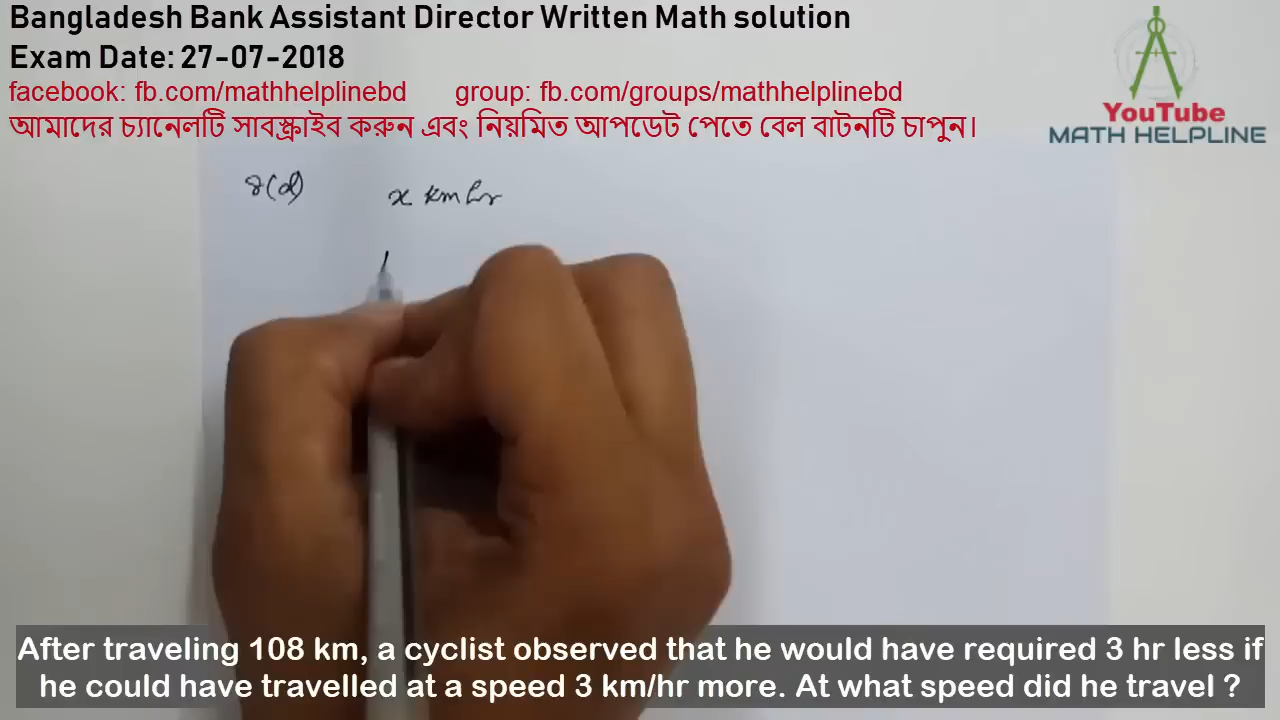 Bangladesh Bank Assistant Director Written Math solution
Exam Date: 27-07-2018
facebook: fb.com/mathhelplinebd group: fb.com/groups/mathhelplinebd
আমাদের চ্যানেলটি সাবস্ক্রাইব করুন এবং নিয়মিত আপডেট পেতে বেল বাটনটি চাপুন।
YouTube
MATH HELPLINE
8(d) x km hr
After traveling 108 km, a cyclist observed that he would have required 3 hr less if
he could have travelled at a speed 3 km/hr more. At what speed did he travel ?